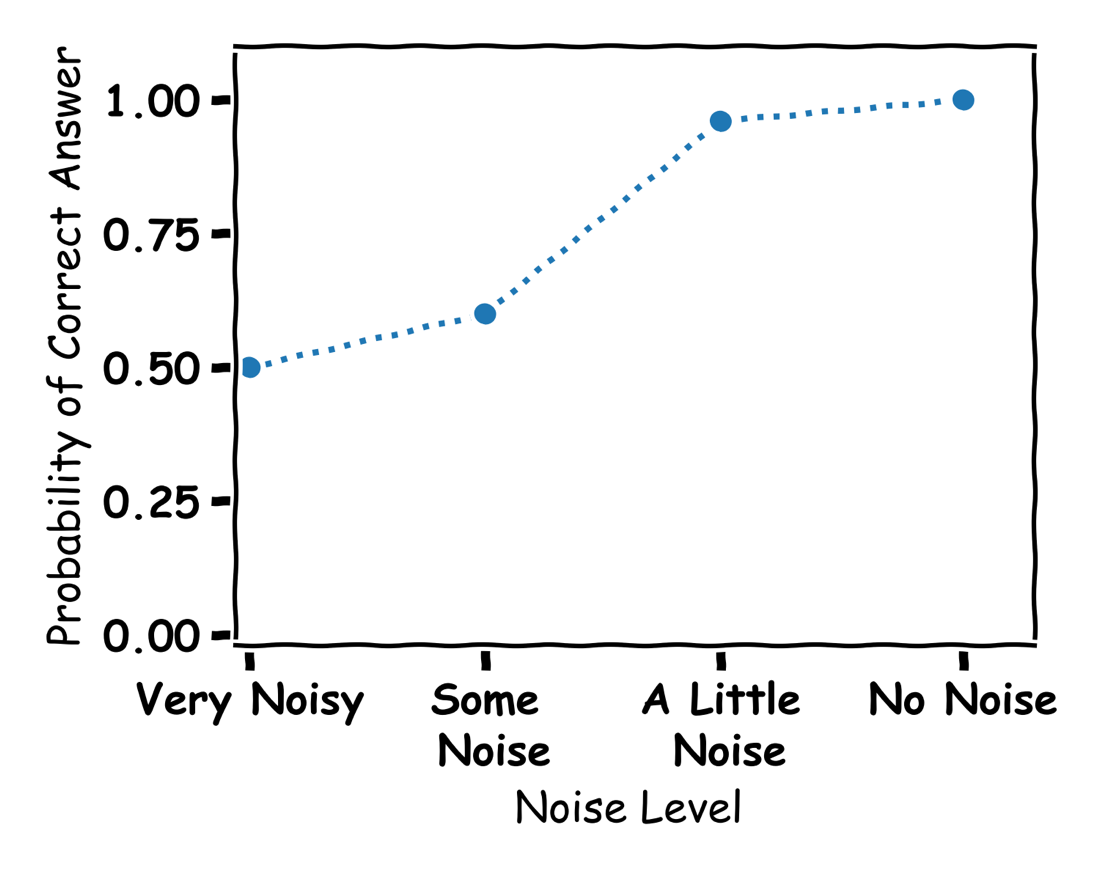 Probability of Correct Answer
1.00
0.75
0.50
0.25
0.00
Very Noisy
Some
Noise
A Little
Noise
No Noise
Noise Level